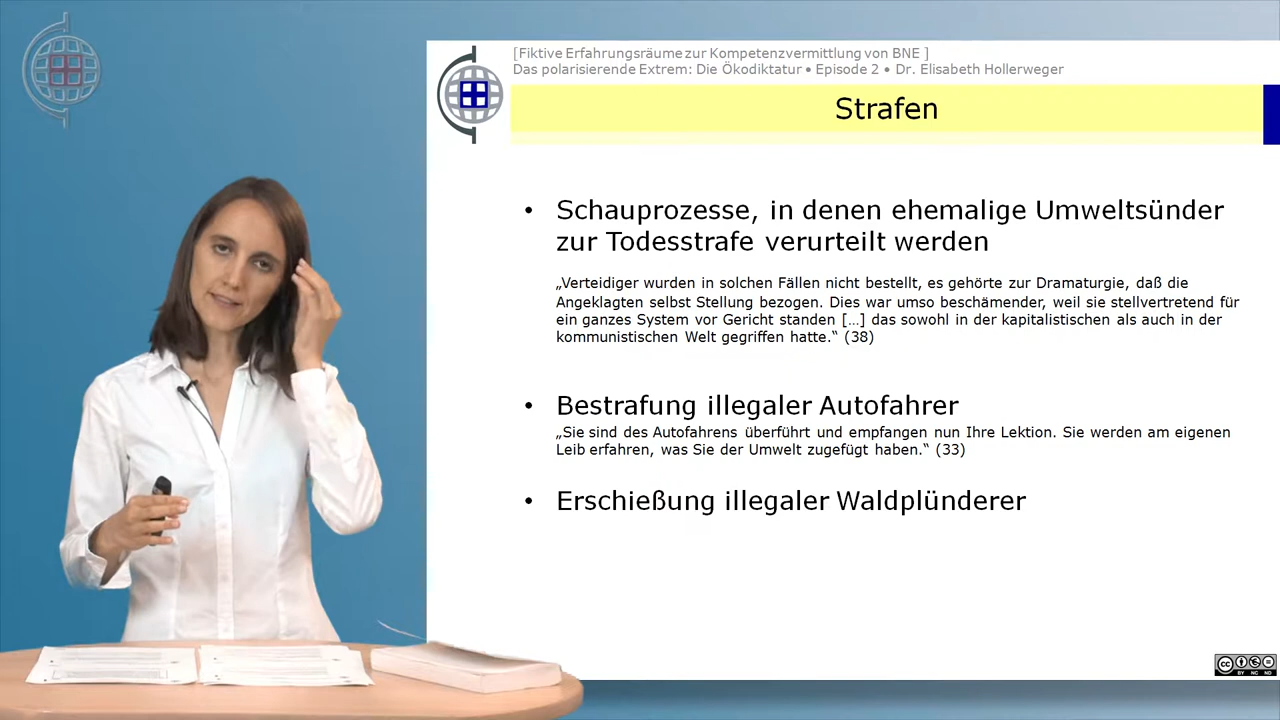 [Fiktive Erfahrungsräume zur Kompetenzvermittlung von BNE ]
Das polarisierende Extrem: Die Ökodiktatur • Episode 2 • Dr. Elisabeth Hollerweger
Strafen
• Schauprozesse, in denen ehemalige Umweltsünder
zur Todesstrafe verurteilt werden
„Verteidiger wurden in solchen Fällen nicht bestellt, es gehörte zur Dramaturgie, daß die
Angeklagten selbst Stellung bezogen. Dies war umso beschämender, weil sie stellvertretend für
ein ganzes System vor Gericht standen […] das sowohl in der kapitalistischen als auch in der
kommunistischen Welt gegriffen hatte.“ (38)
• Bestrafung illegaler Autofahrer
„Sie sind des Autofahrens überführt und empfangen nun Ihre Lektion. Sie werden am eigenen
Leib erfahren, was Sie der Umwelt zugefügt haben.“ (33)
• Erschießung illegaler Waldplünderer
cc
BY NC ND